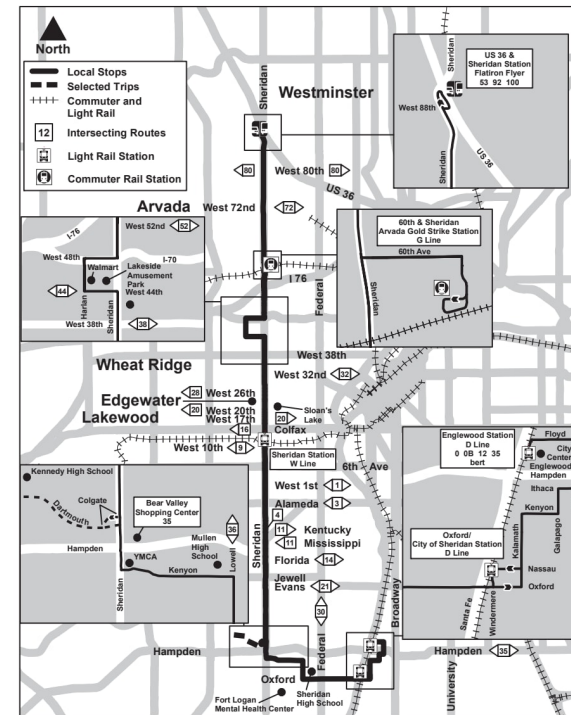 North
Local Stops
Selected Trips
Commuter and
Light Rail
12 Intersecting Routes
Light Rail Station
Commuter Rail Station
Sheridan
Westminster
80 West 80th 80
US 36
West 72nd 72
Arvada
I 76
Federal
Sheridan
US 36 &
Sheridan Station
Flatiron Flyer
53 92 100
West 88th
US 36
Sheridan
I-76
West 52nd 52
West 48th
I-70
Walmart
Lakeside
Amusement
Park
West 44th
44
Harlan
Sheridan
West 38th 38
60th & Sheridan
Arvada Gold Strike Station
G Line
60th Ave
Sheridan
Wheat Ridge
West 38th
West 32nd 32
Edgewater
28 West 26th
Lakewood
20 West 20th
West 17th
Sloan's
Lake
20
16 Colfax
West 10th 9
Sheridan Station
W Line
6th Ave
West 1st 1
Alameda 3
4
11 Kentucky
11 Mississippi
Florida 14
Jewell
Evans 21
30
Sheridan
Federal
Broadway
Hampden
Hampden 35
University
Oxford
Sheridan
High School
Fort Logan
Mental Health Center
Kennedy High School
Colgate
Dartmouth
Bear Valley
Shopping Center
35
36
Hampden
Mullen
High
School
Lowell
YMCA
Kenyon
Sheridan
Englewood Station
D Line
0 0B 12 35
bert
Floyd
City
Center
Englewood
Hampden
Ithaca
Kenyon
Oxford/
City of Sheridan Station
D Line
Kalamath
Galapago
Nassau
Oxford
Santa Fe
Windermere